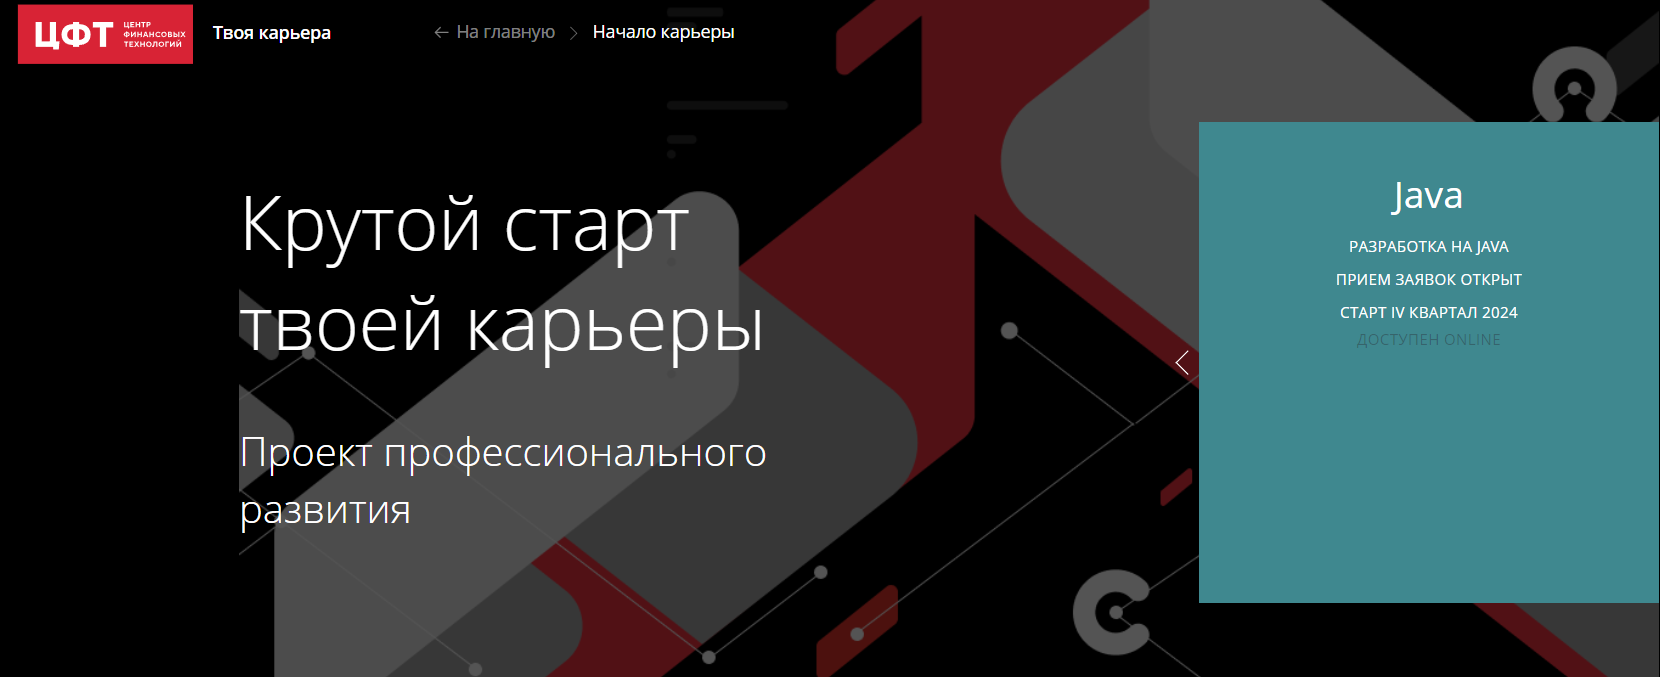 ЦФТ
ЦЕНТР
ФИНАНСОВЫХ
ТЕХНОЛОГИЙ
Твоя карьера
← На главную > Начало карьеры
Крутой старт
твоей карьеры
Проект профессионального
развития
Java
РАЗРАБОТКА НА JAVA
ПРИЕМ ЗАЯВОК ОТКРЫТ
СТАРТ IV КВАРТАЛ 2024
ДОСТУПЕН ONLINE